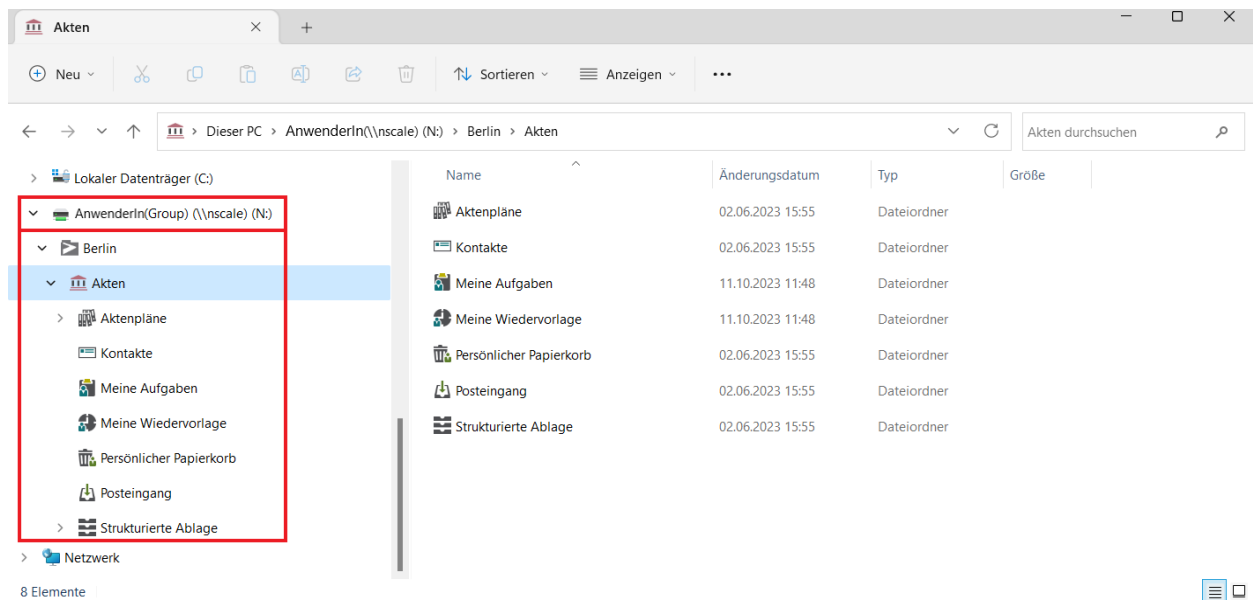 Akten
Neu
Sortieren
Anzeigen
Dieser PC > AnwenderIn(\\nscale) (N:) > Berlin > Akten
Akten durchsuchen
Lokaler Datenträger (C:)
AnwenderIn(Group) (\\nscale) (N:)
Berlin
Akten
Aktenpläne
Kontakte
Meine Aufgaben
Meine Wiedervorlage
Persönlicher Papierkorb
Posteingang
Strukturierte Ablage
Netzwerk
Name Änderungsdatum Typ Größe
Aktenpläne 02.06.2023 15:55 Dateiordner
Kontakte 02.06.2023 15:55 Dateiordner
Meine Aufgaben 11.10.2023 11:48 Dateiordner
Meine Wiedervorlage 11.10.2023 11:48 Dateiordner
Persönlicher Papierkorb 02.06.2023 15:55 Dateiordner
Posteingang 02.06.2023 15:55 Dateiordner
Strukturierte Ablage 02.06.2023 15:55 Dateiordner
8 Elemente